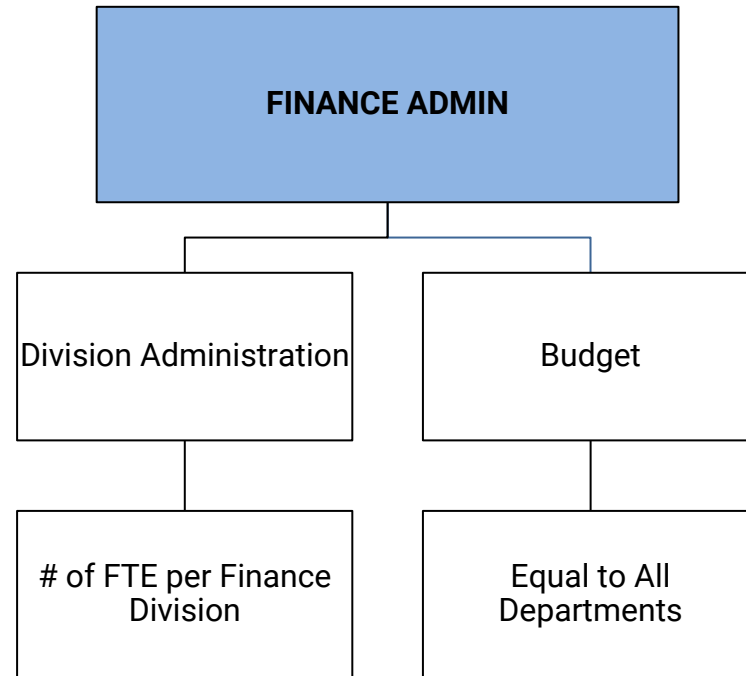 FINANCE ADMIN
Division Administration
Budget
# of FTE per Finance
Division
Equal to All
Departments